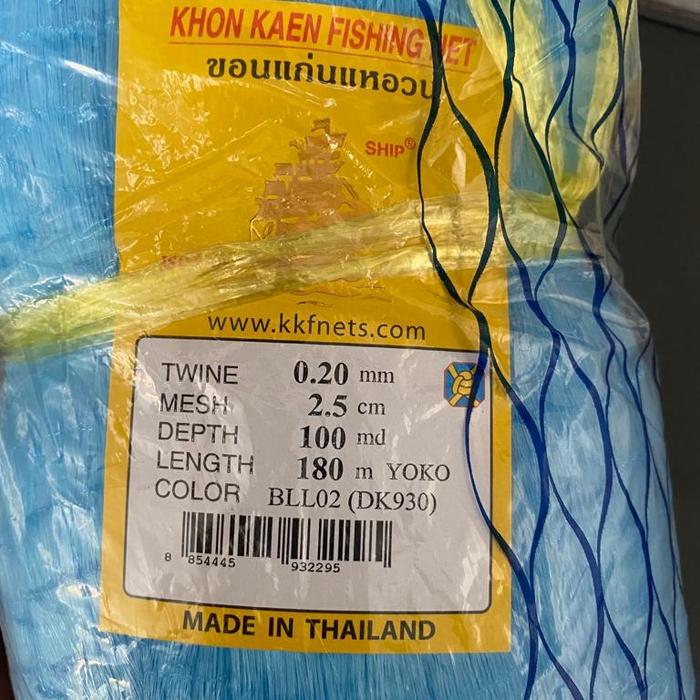 KHON KAEN FISHING NET
ขอนแก่นแหอวน
SHIP®
www.kkfnets.com
TWINE 0.20 mm
MESH 2.5 cm
DEPTH 100 md
LENGTH 180 m YOKO
COLOR BLL02 (DK930)
8 854445 932295
MADE IN THAILAND